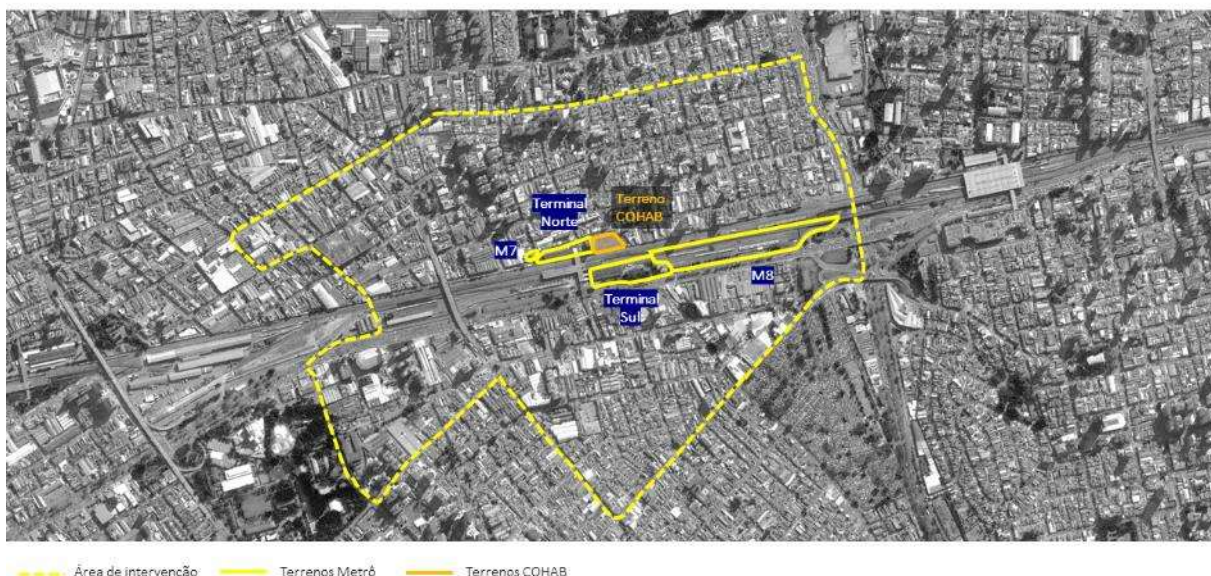 Terminal
Norte
Terreno
COHAB
M7
M8
Terminal
Sul
Área de intervenção
Terrenos Metrô
Terrenos COHAB